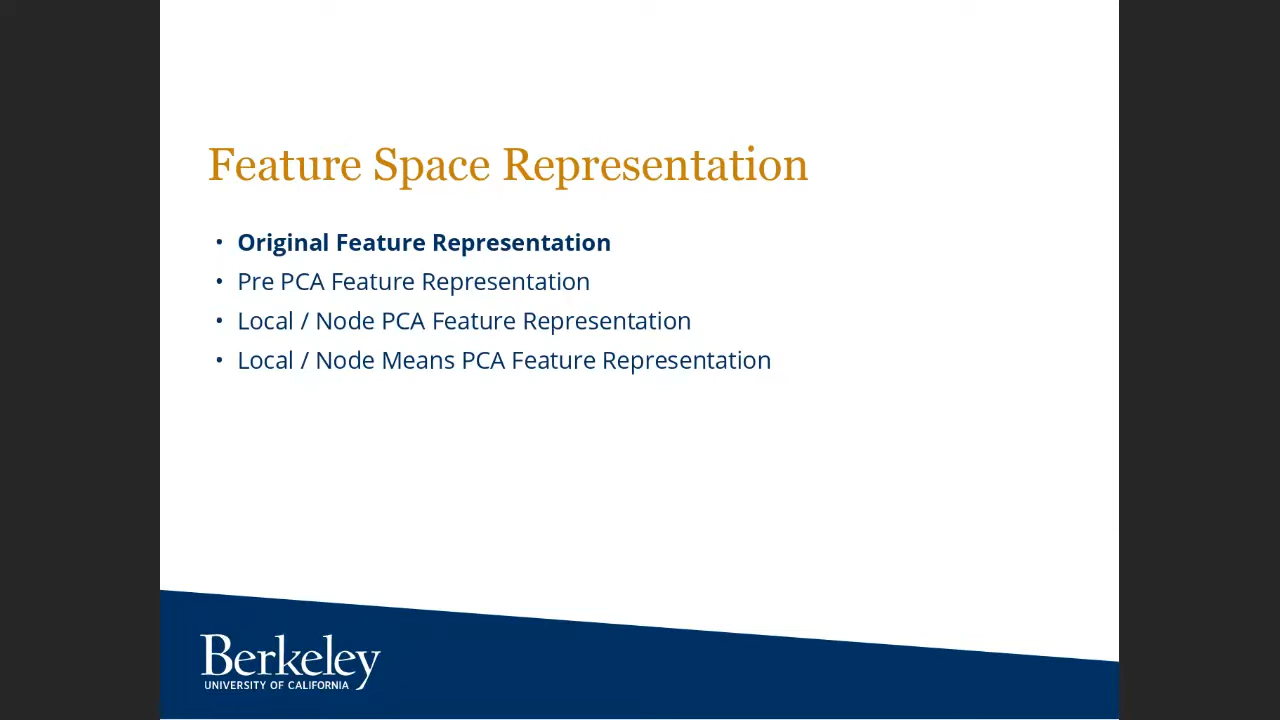 Feature Space Representation
• Original Feature Representation
• Pre PCA Feature Representation
• Local / Node PCA Feature Representation
• Local / Node Means PCA Feature Representation
Berkeley
UNIVERSITY OF CALIFORNIA